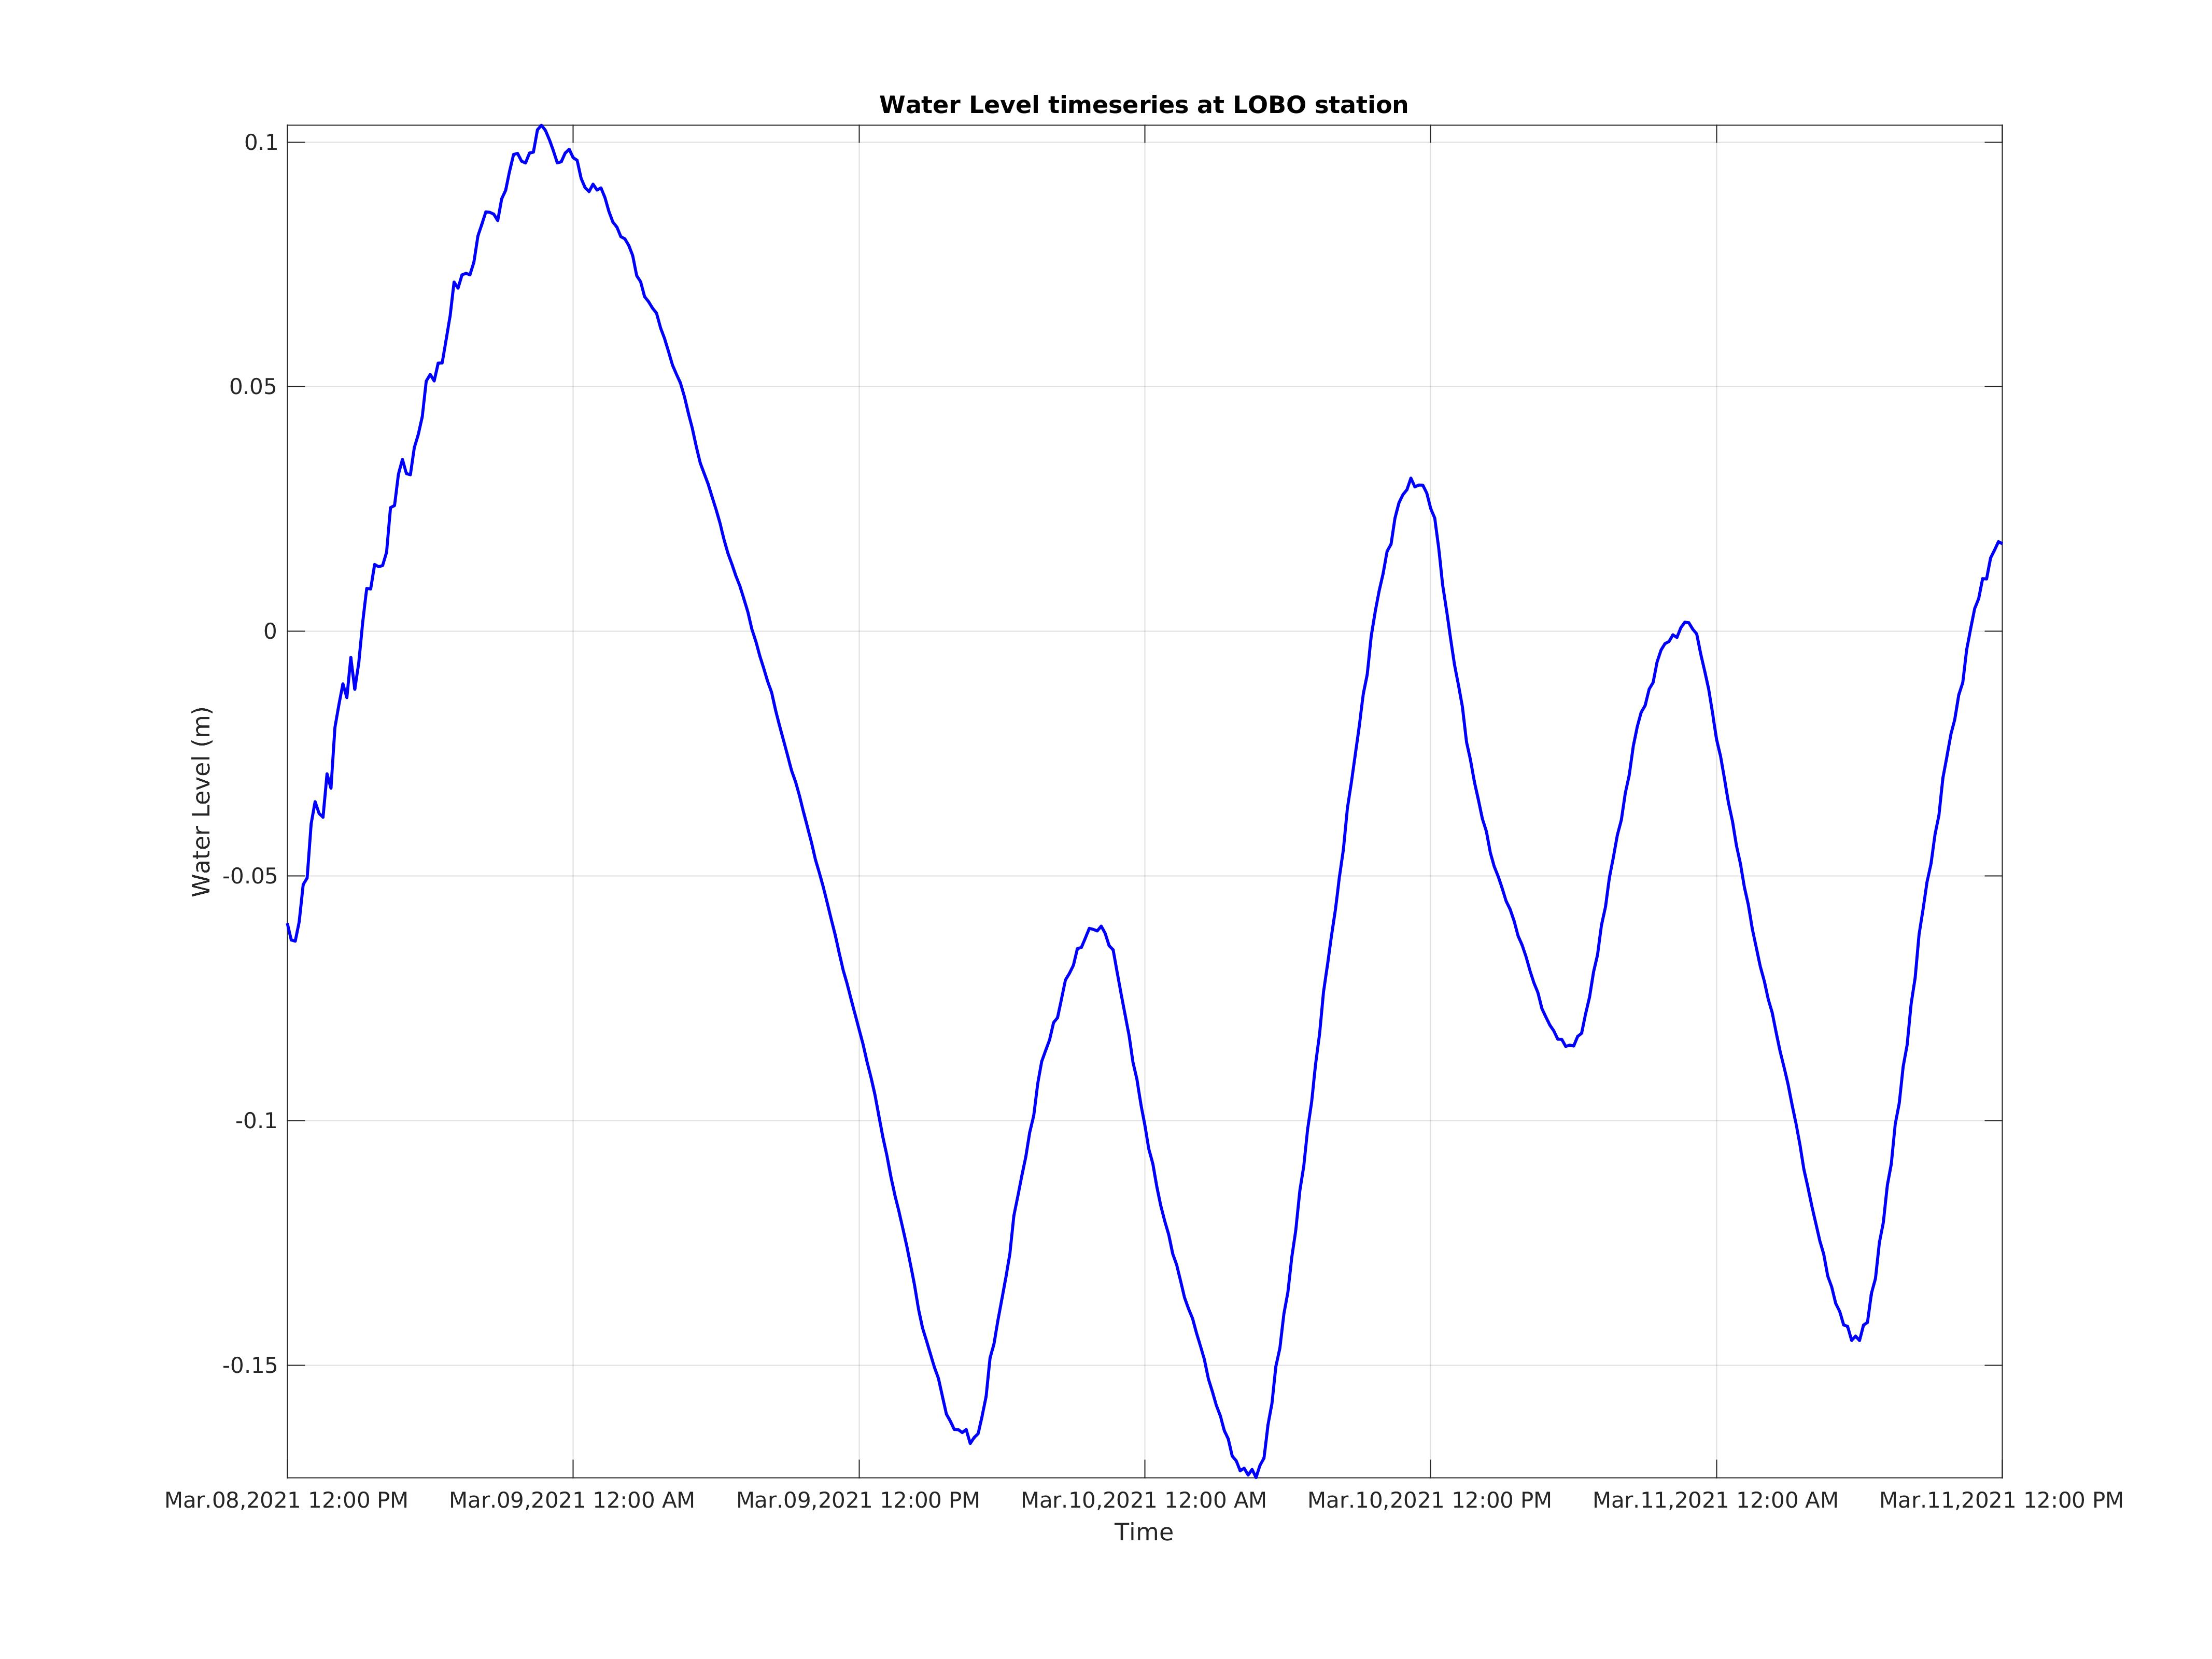 Water Level timeseries at LOBO station
0.1
0.05
0
-0.05
-0.1
-0.15
Water Level (m)
Mar.08,2021 12:00 PM Mar.09,2021 12:00 AM Mar.09,2021 12:00 PM Mar.10,2021 12:00 AM Mar.10,2021 12:00 PM Mar.11,2021 12:00 AM Mar.11,2021 12:00 PM
Time